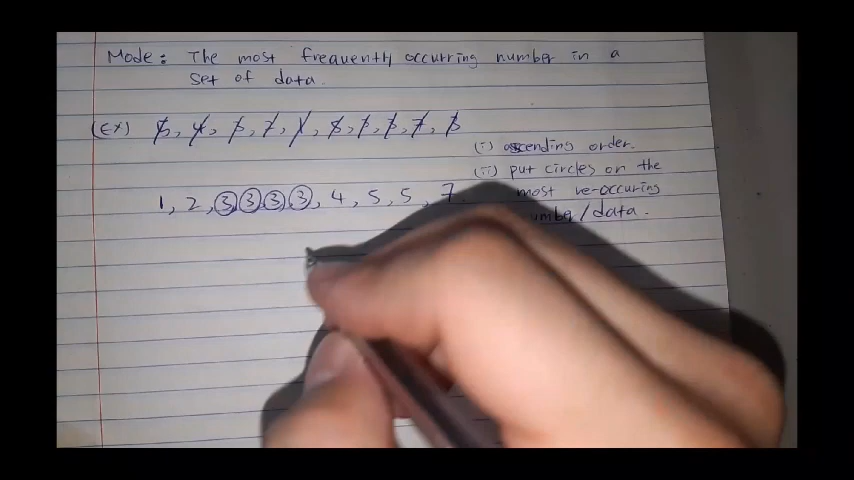 Mode: The most frequently occurring number in a
set of data.
(Ex)
(i) ascending order.
(ii) put circles on the
1, 2, 3, 3, 3, 3, 4, 5, 5, 7 most re-occuring
/data.